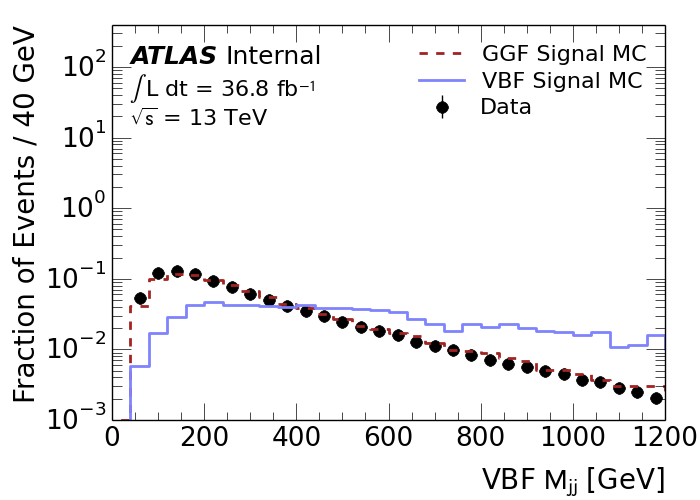 ATLAS Internal
∫L dt = 36.8 fb⁻¹
√s = 13 TeV
GGF Signal MC
VBF Signal MC
Data
Fraction of Events / 40 GeV
10²
10¹
10⁰
10⁻¹
10⁻²
10⁻³
0 200 400 600 800 1000 1200
VBF M_jj [GeV]